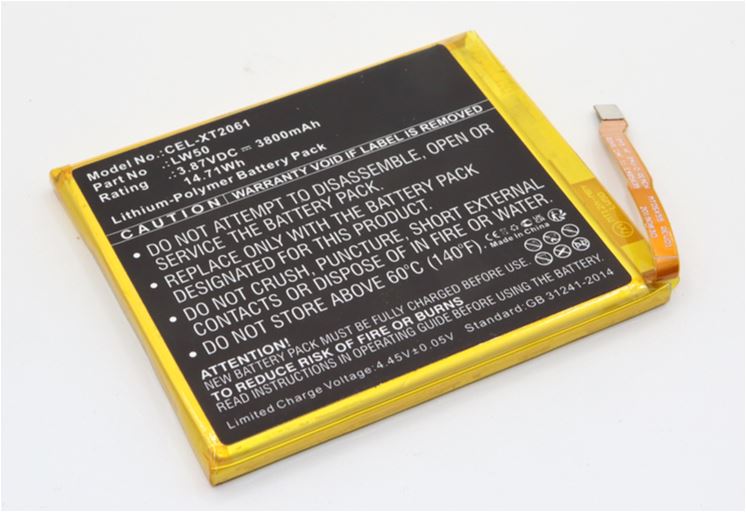 Model No :CEL-XT2061
Part No :LW50
Rating :3.87VDC ⎓ 3800mAh
14.71Wh
Lithium-Polymer Battery Pack
CAUTION: WARRANTY VOID IF LABEL IS REMOVED
• DO NOT ATTEMPT TO DISASSEMBLE, OPEN OR
SERVICE THE BATTERY PACK.
• REPLACE ONLY WITH THE BATTERY PACK
DESIGNATED FOR THIS PRODUCT.
• DO NOT CRUSH, PUNCTURE, SHORT EXTERNAL
CONTACTS OR DISPOSE OF IN FIRE OR WATER.
• DO NOT STORE ABOVE 60°C (140°F).
Made in China
ATTENTION!
NEW BATTERY PACK MUST BE FULLY CHARGED BEFORE USE.
TO REDUCE RISK OF FIRE OR BURNS
READ INSTRUCTIONS IN OPERATING GUIDE BEFORE USING THE BATTERY.
Limited Charge Voltage:4.45V±0.05V Standard:GB 31241-2014